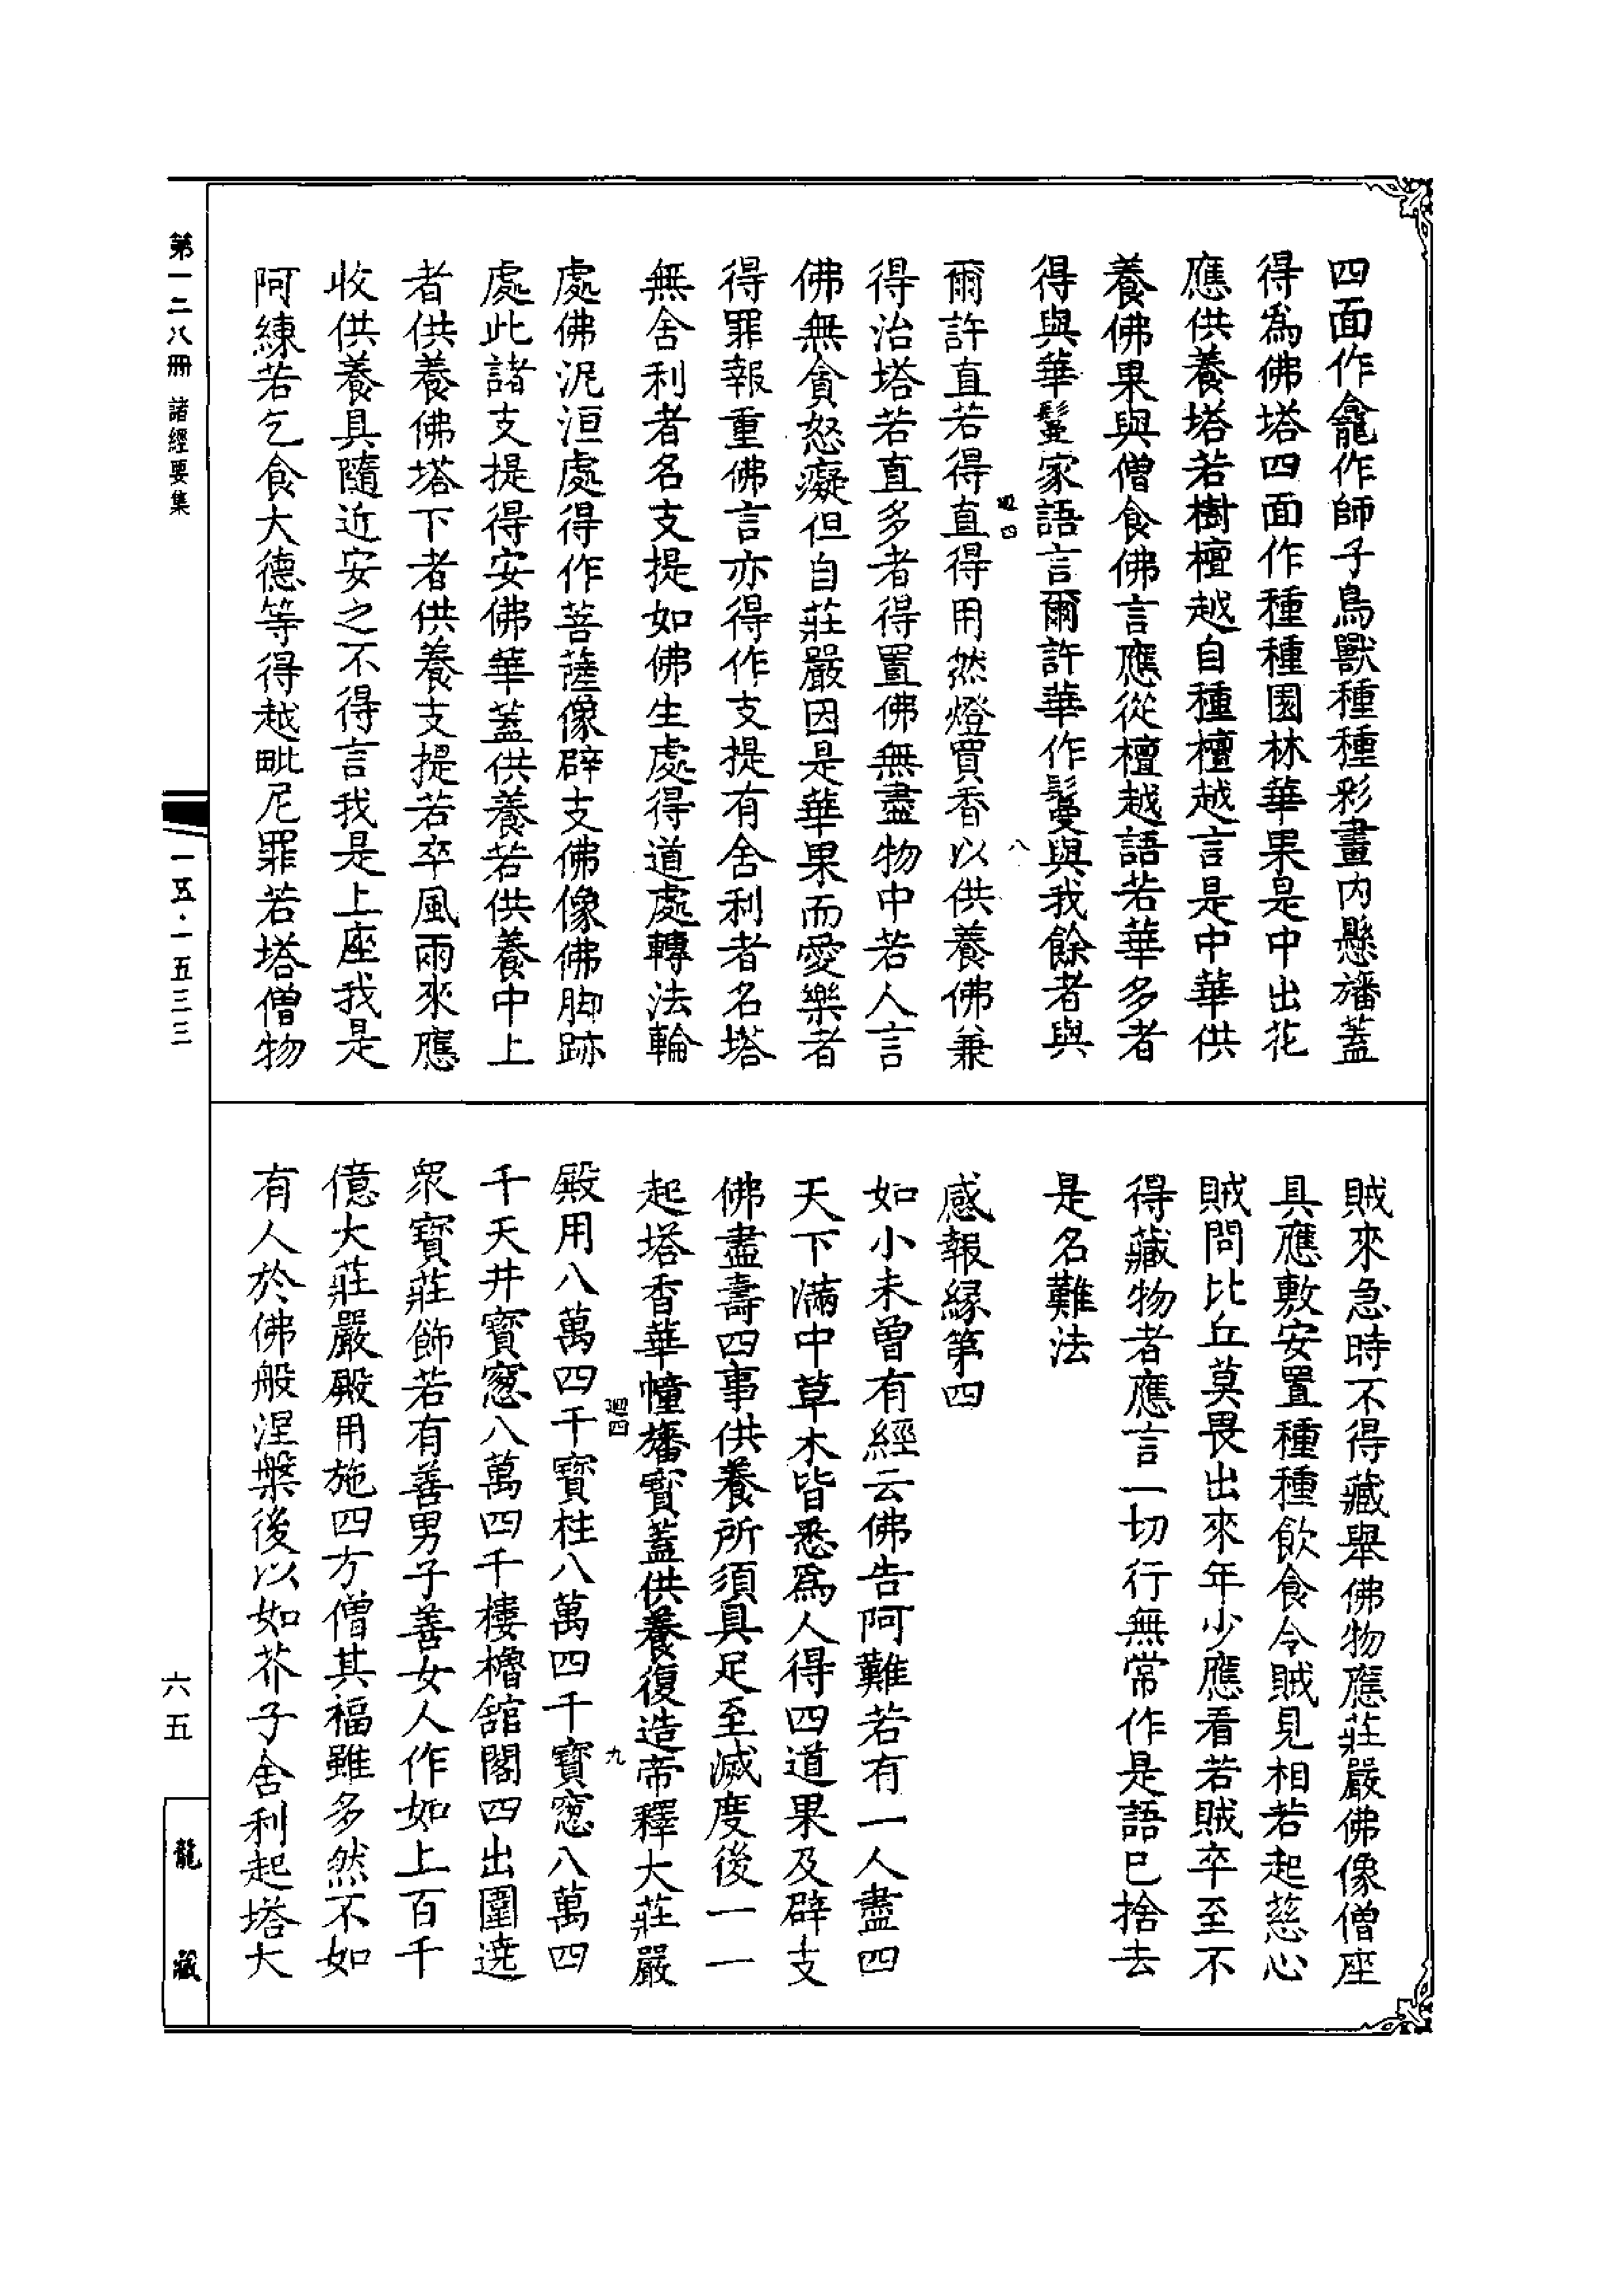 四面作龕作師子鳥獸種種彩畫内懸旛蓋
得為佛塔四面作種種園林華果是中出花
應供養塔若樹檀越自種檀越言是中華供
養佛果與僧食佛言應從檀越語若華多者
得與華鬘家語言爾許華作鬘與我餘者與
迴四
八
爾許直若得直得用然燈買香以供養佛兼
得治塔若直多者得置佛無盡物中若人言
佛無貪怒癡但自莊嚴因是華果而愛樂者
得罪報重佛言亦得作支提有舍利者名塔
無舍利者名支提如佛生處得道處轉法輪
處佛泥洹處得作菩薩像辟支佛像佛脚跡
處此諸支提得安佛華蓋供養若供養中上
者供養佛塔下者供養支提若卒風雨來應
收供養具隨近安之不得言我是上座我是
阿練若乞食大德等得越毗尼罪若塔僧物
賊來急時不得藏舉佛物應莊嚴佛像僧座
具應敷安置種種飲食令賊見相若起慈心
賊問比丘莫畏出來年少應看若賊卒至不
得藏物者應言一切行無常作是語已捨去
是名難法
感報緣第四
如小未曾有經云佛告阿難若有一人盡四
天下滿中草木皆悉爲人得四道果及辟支
佛盡壽四事供養所須具足至滅度後一一
起塔香華幢旛寶蓋供養復造帝釋大莊嚴
迴四
九
殿用八萬四千寶柱八萬四千寶窓八萬四
千天井寶窓八萬四千樓櫓舘閣四出圍遶
衆寶莊飾若有善男子善女人作如上百千
億大莊嚴殿用施四方僧其福雖多然不如
有人於佛般涅槃後以如芥子舍利起塔大
第一二八冊 諸經要集
一五·一五三三
六五
龍藏